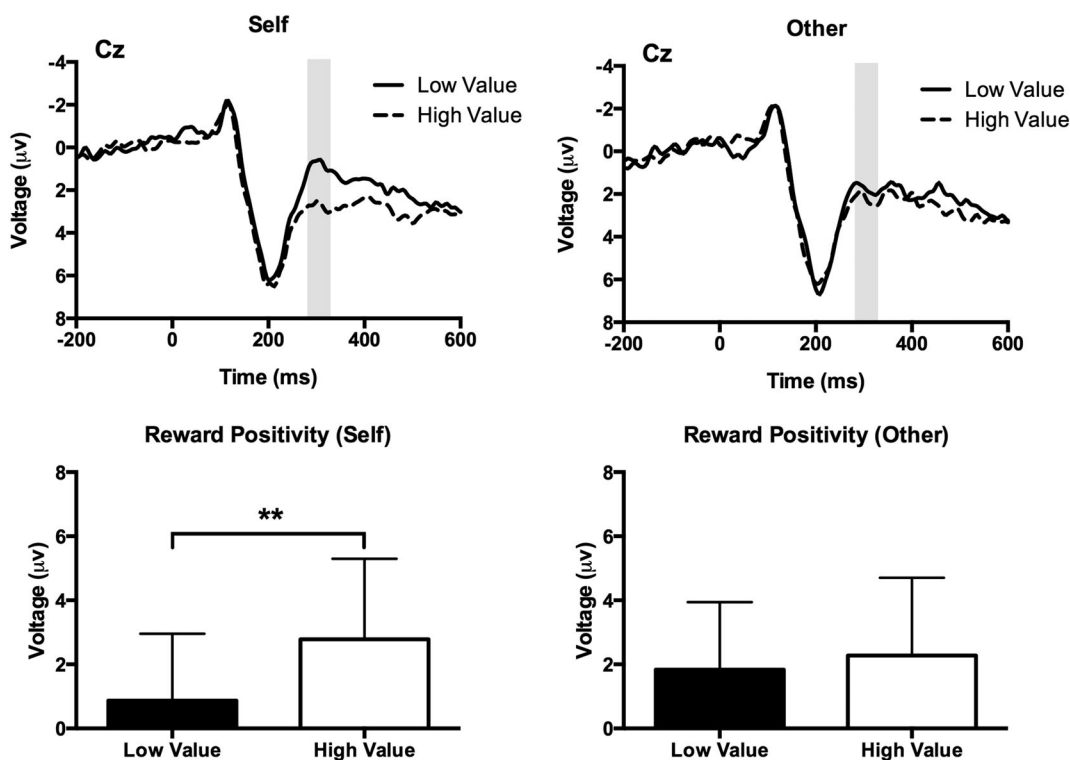 Self
Cz
-4
-2
0
2
4
6
8
Voltage (μv)
-200
0
200
400
600
Time (ms)
Low Value
High Value
Other
Cz
-4
-2
0
2
4
6
8
Voltage (μv)
-200
0
200
400
600
Time (ms)
Low Value
High Value
Reward Positivity (Self)
8
6
4
2
0
Voltage (μv)
**
Low Value
High Value
Reward Positivity (Other)
8
6
4
2
0
Voltage (μv)
Low Value
High Value